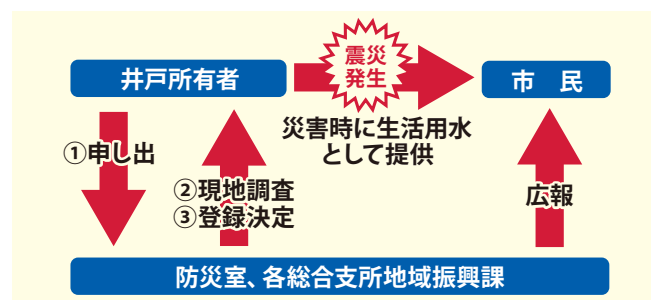 井戸所有者
震災
発生
市　民
災害時に生活用水
として提供
①申し出
②現地調査
③登録決定
広報
防災室、各総合支所地域振興課